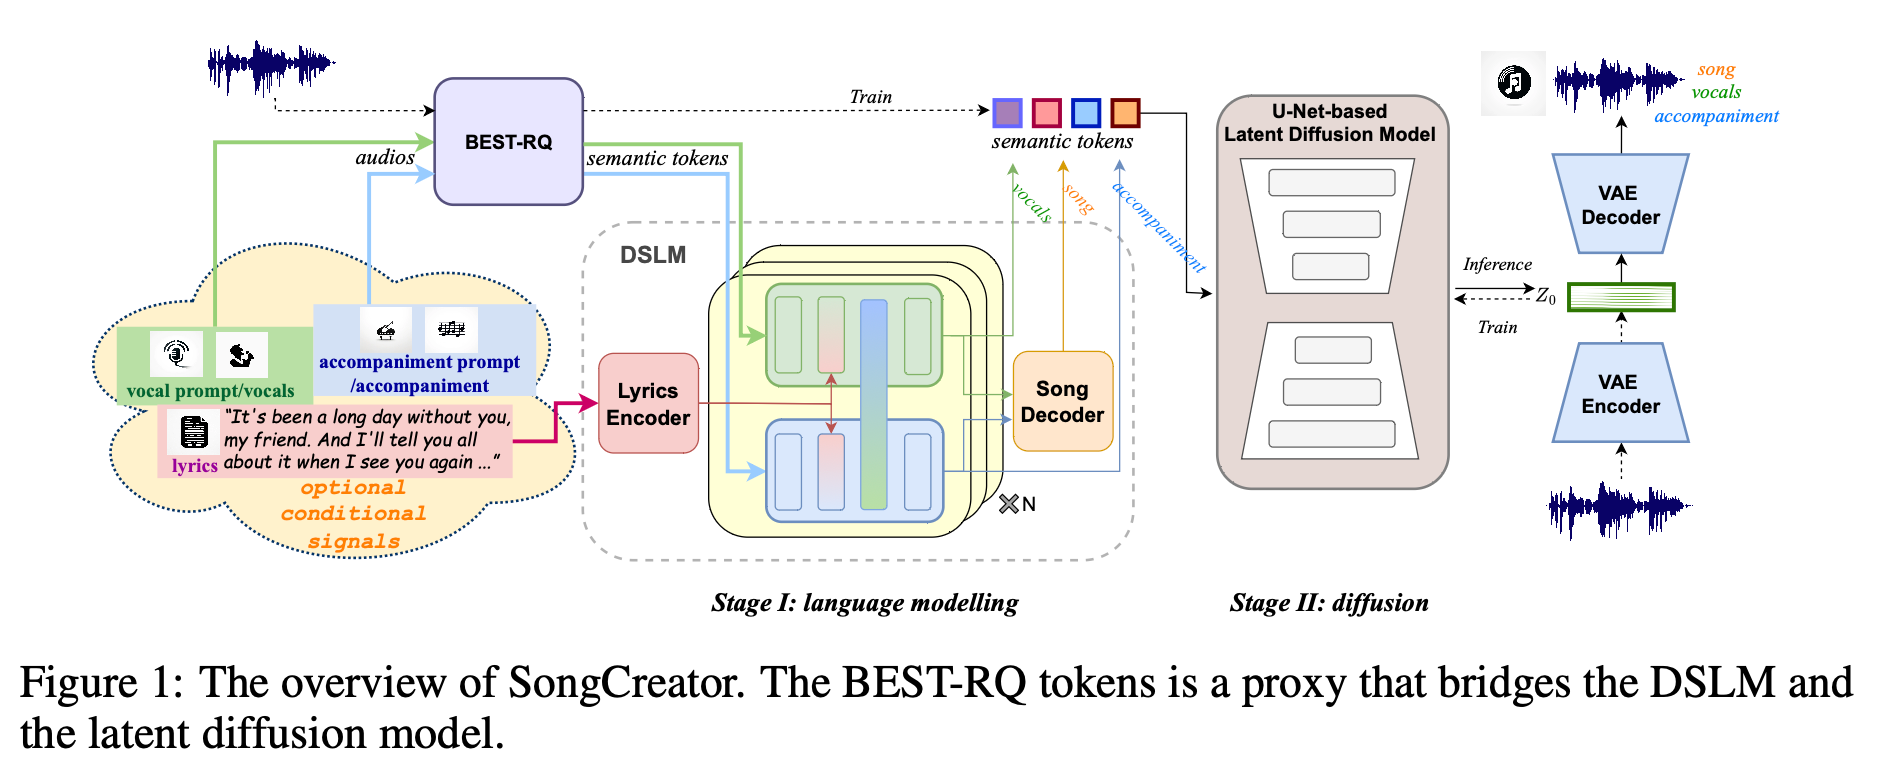 BEST-RQ
audios
semantic tokens
Train
semantic tokens
vocals
song
accompaniment
DSLM
Lyrics
Encoder
Song
Decoder
N
vocal prompt/vocals
accompaniment prompt
/accompaniment
lyrics
“It's been a long day without you,
my friend. And I'll tell you all
about it when I see you again ...”
optional
conditional
signals
U-Net-based
Latent Diffusion Model
Inference
Train
Z0
song
vocals
accompaniment
VAE
Decoder
VAE
Encoder
Stage I: language modelling
Stage II: diffusion
Figure 1: The overview of SongCreator. The BEST-RQ tokens is a proxy that bridges the DSLM and
the latent diffusion model.